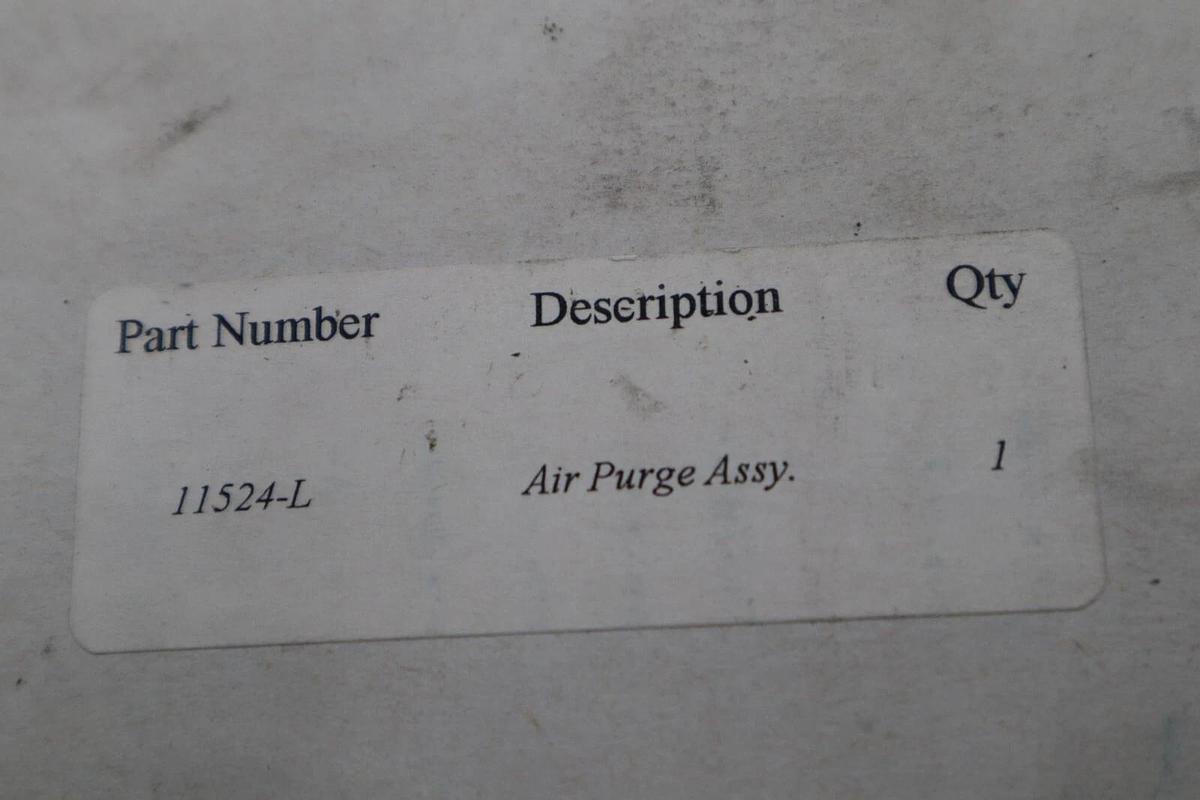 Part Number Description Qty
11524-L Air Purge Assy. 1